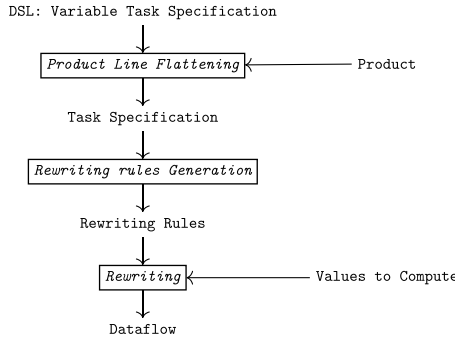 DSL: Variable Task Specification
Product Line Flattening
Product
Task Specification
Rewriting rules Generation
Rewriting Rules
Rewriting
Values to Compute
Dataflow